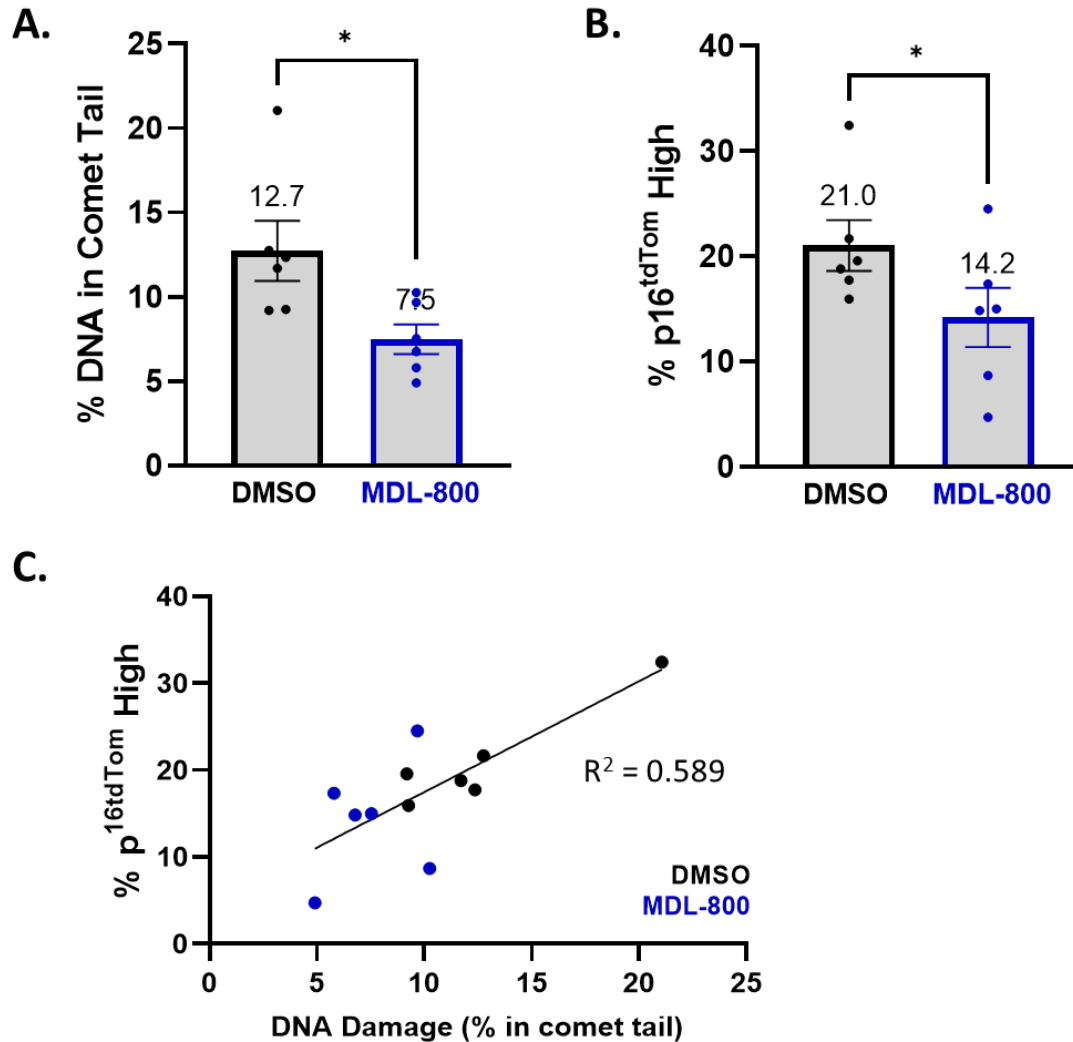 A.
25
20
15
10
5
0
% DNA in Comet Tail
*
12.7
7.5
DMSO
MDL-800
B.
40
30
20
10
0
% p16tdTom High
*
21.0
14.2
DMSO
MDL-800
C.
40
30
20
10
0
% p16tdTom High
R2 = 0.589
DMSO
MDL-800
0 5 10 15 20 25
DNA Damage (% in comet tail)